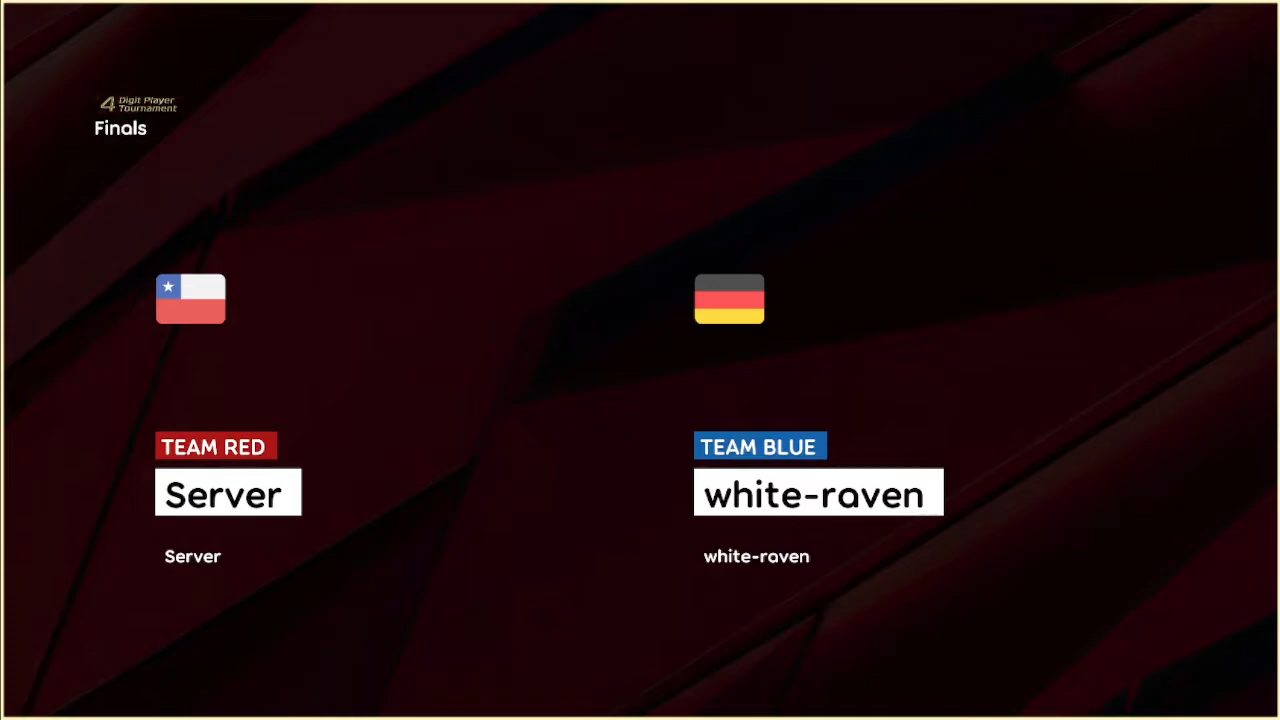 4 Digit Player
Tournament
Finals
TEAM RED
Server
Server
TEAM BLUE
white-raven
white-raven